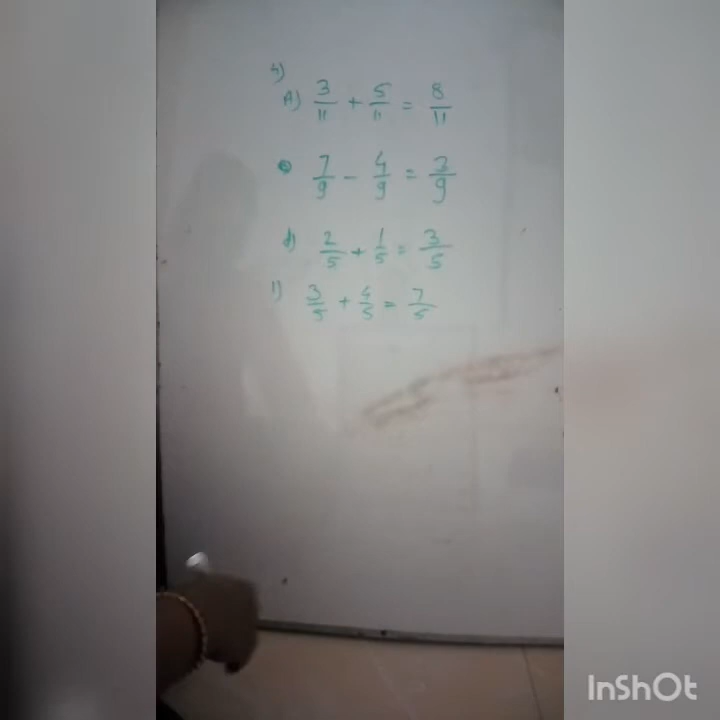 4)
A) 3/11 + 5/11 = 8/11
7/9 - 4/9 = 3/9
d) 2/5 + 1/5 = 3/5
1) 3/5 + 4/5 = 7/5
InShOt